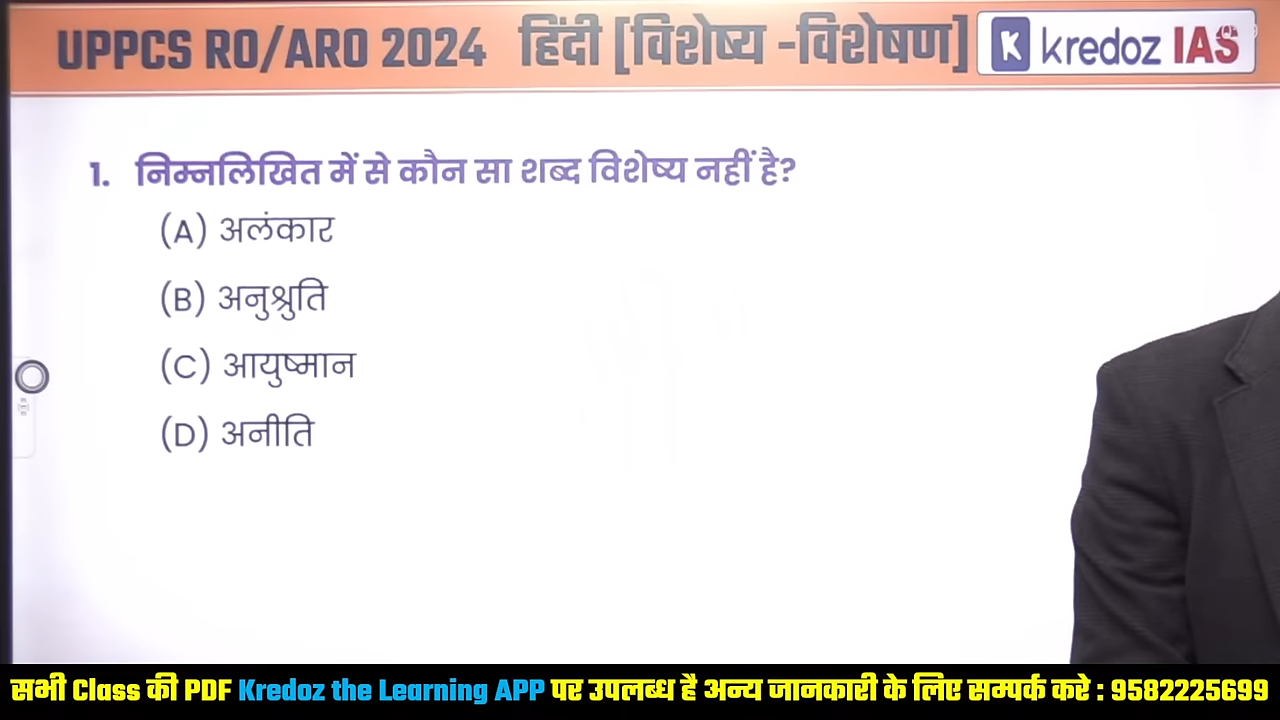 UPPCS RO/ARO 2024 हिंदी [विशेष्य -विशेषण] K kredoz IAS
1. निम्नलिखित में से कौन सा शब्द विशेष्य नहीं है?
(A) अलंकार
(B) अनुश्रुति
(C) आयुष्मान
(D) अनीति
सभी Class की PDF Kredoz the Learning APP पर उपलब्ध है अन्य जानकारी के लिए सम्पर्क करे : 9582225699